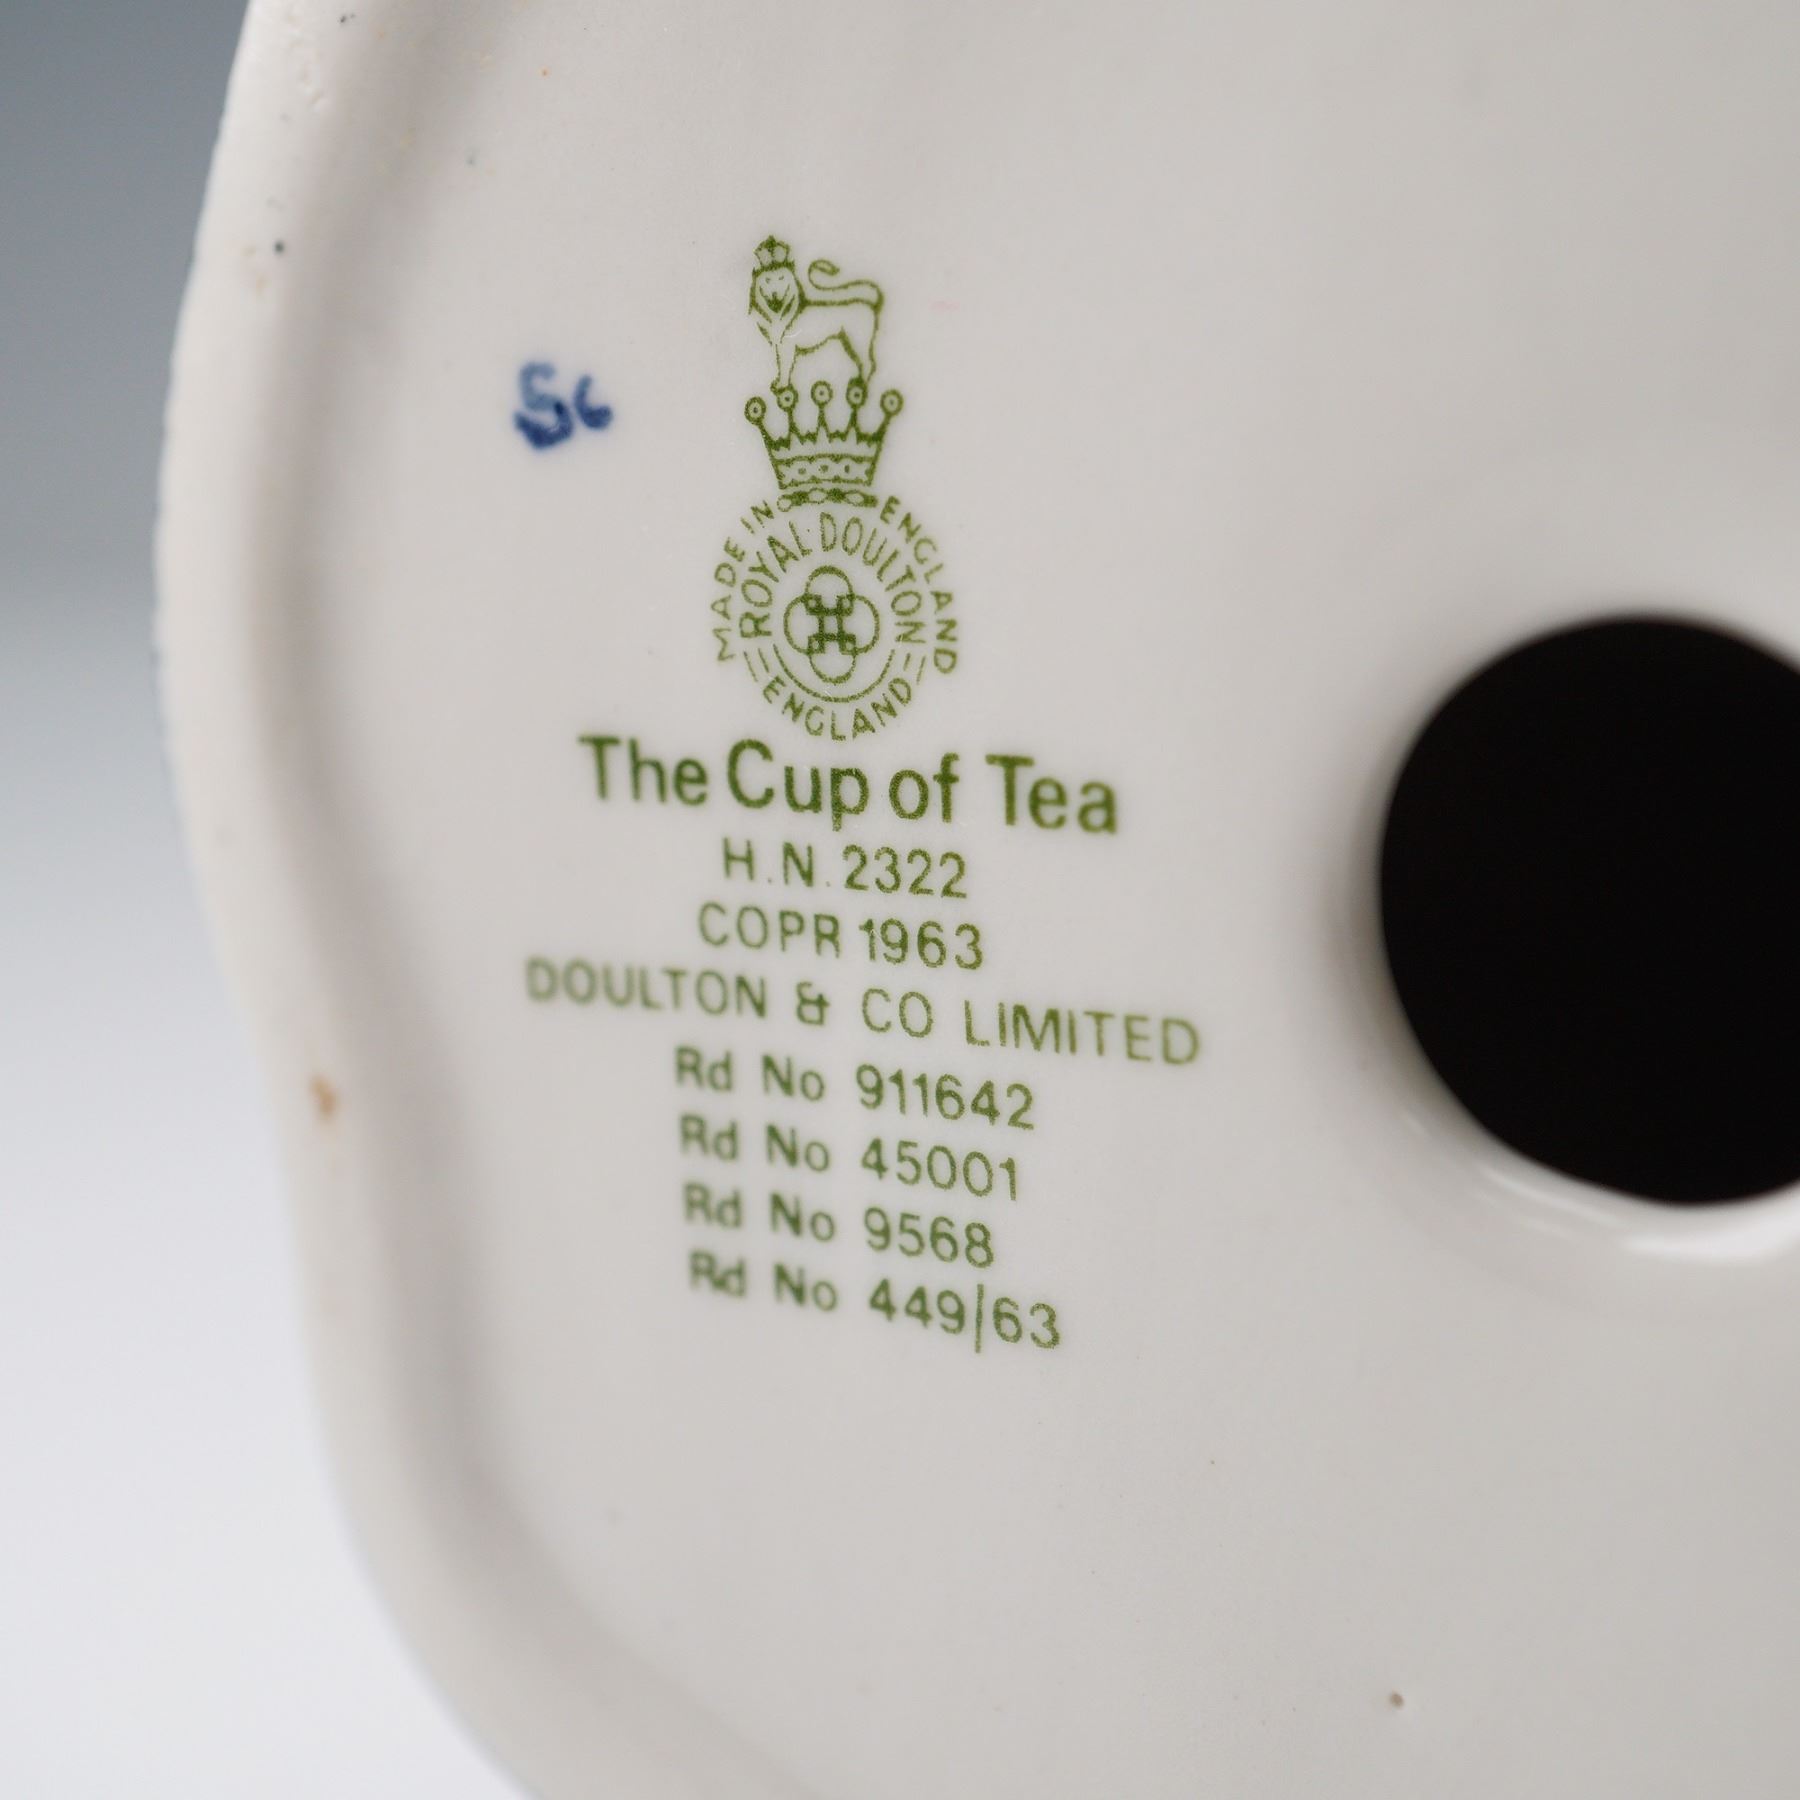 56
MADE IN ENGLAND
ROYAL DOULTON
ENGLAND
The Cup of Tea
H.N. 2322
COPR 1963
DOULTON & CO LIMITED
Rd No 911642
Rd No 45001
Rd No 9568
Rd No 449/63